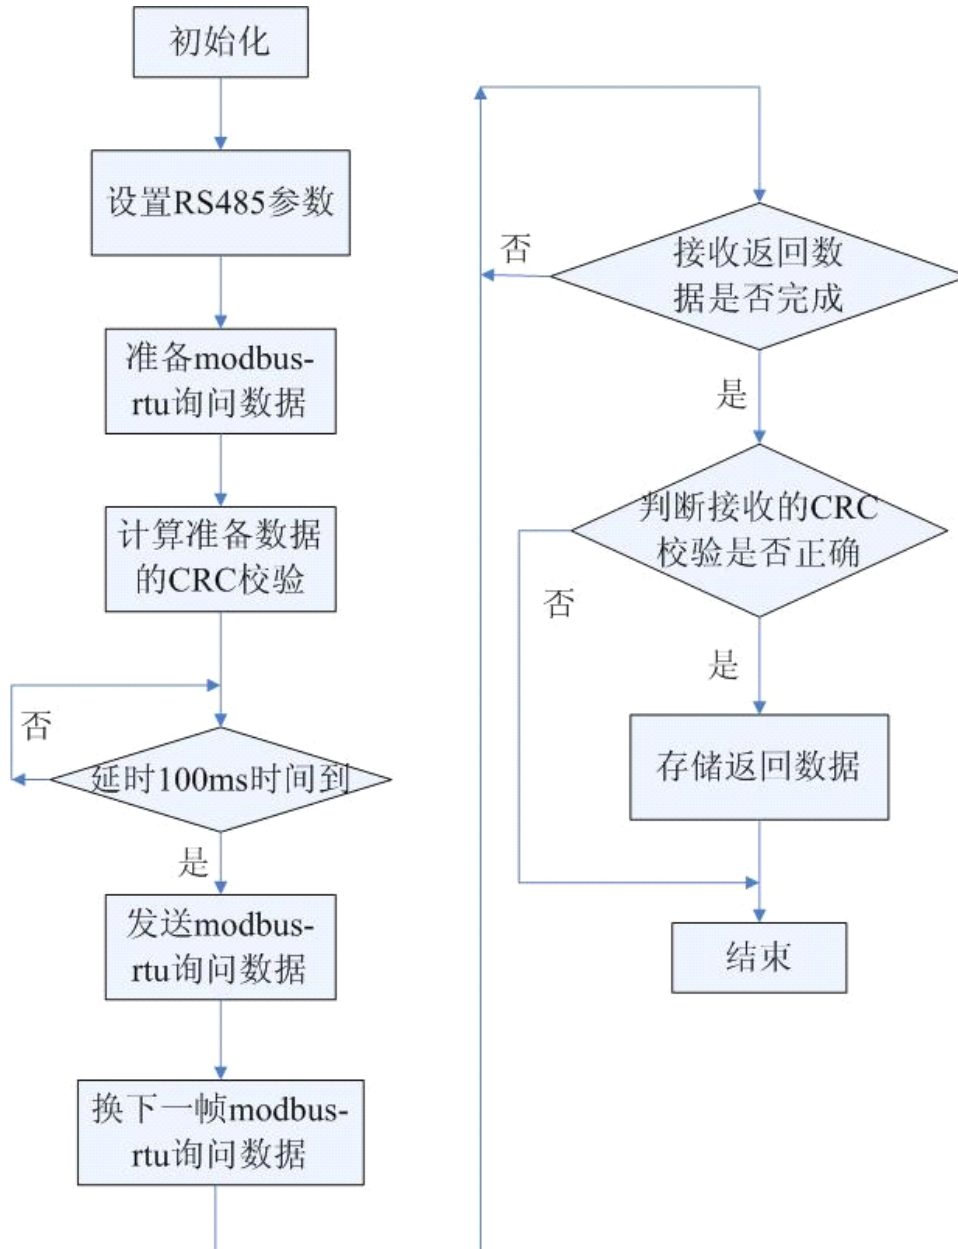 初始化
设置RS485参数
准备modbus-
rtu询问数据
计算准备数据
的CRC校验
否
延时100ms时间到
是
发送modbus-
rtu询问数据
换下一帧modbus-
rtu询问数据
接收返回数
据是否完成
否
是
判断接收的CRC
校验是否正确
否
是
存储返回数据
结束